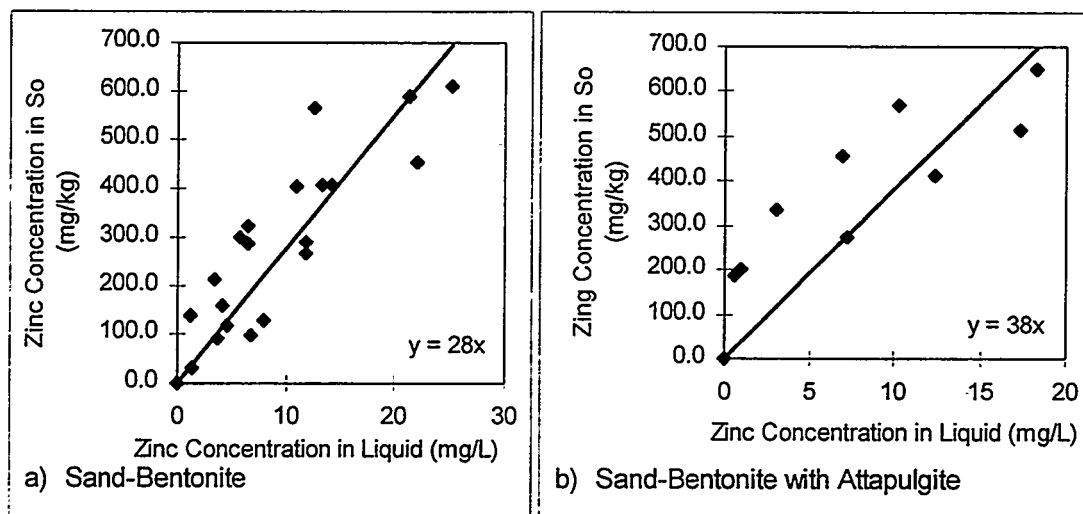 Zinc Concentration in So
(mg/kg)
700.0
600.0
500.0
400.0
300.0
200.0
100.0
0.0
y = 28x
0 10 20 30
Zinc Concentration in Liquid (mg/L)
a) Sand-Bentonite
Zing Concentration in So
(mg/kg)
700.0
600.0
500.0
400.0
300.0
200.0
100.0
0.0
y = 38x
0 5 10 15 20
Zinc Concentration in Liquid (mg/L)
b) Sand-Bentonite with Attapulgite